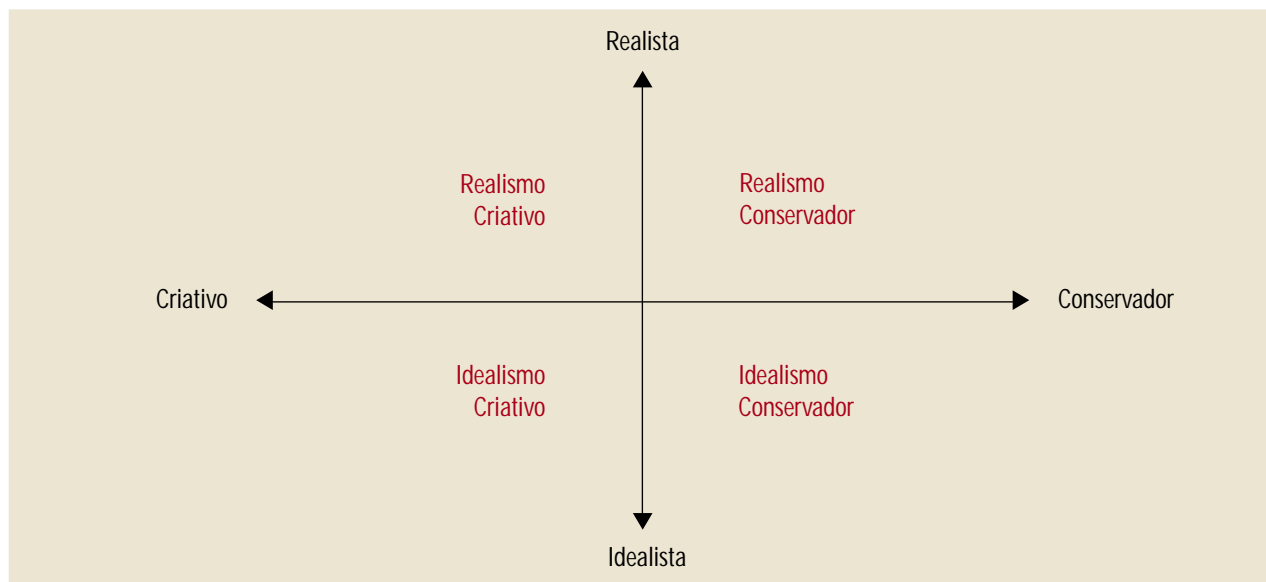 Realista
Realismo
Criativo
Realismo
Conservador
Criativo
Conservador
Idealismo
Criativo
Idealismo
Conservador
Idealista